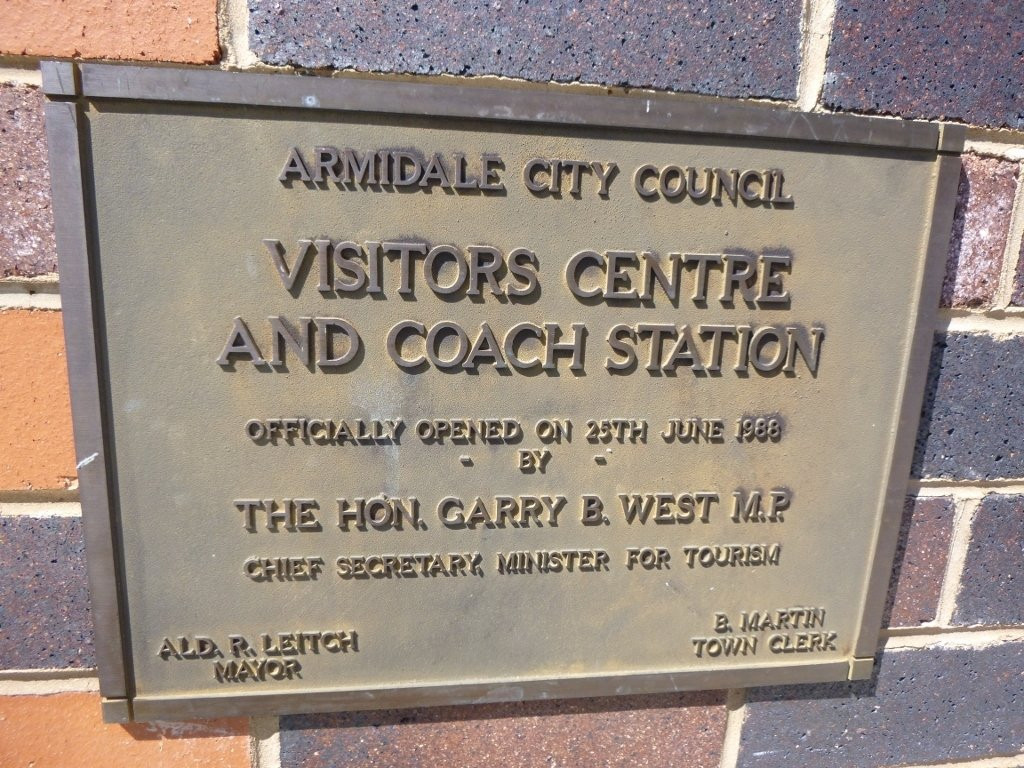 ARMIDALE CITY COUNCIL
VISITORS CENTRE
AND COACH STATION
OFFICIALLY OPENED ON 25TH JUNE 1988
- BY -
THE HON. GARRY B. WEST M.P.
CHIEF SECRETARY, MINISTER FOR TOURISM
ALD. R. LEITCH
MAYOR
B. MARTIN
TOWN CLERK